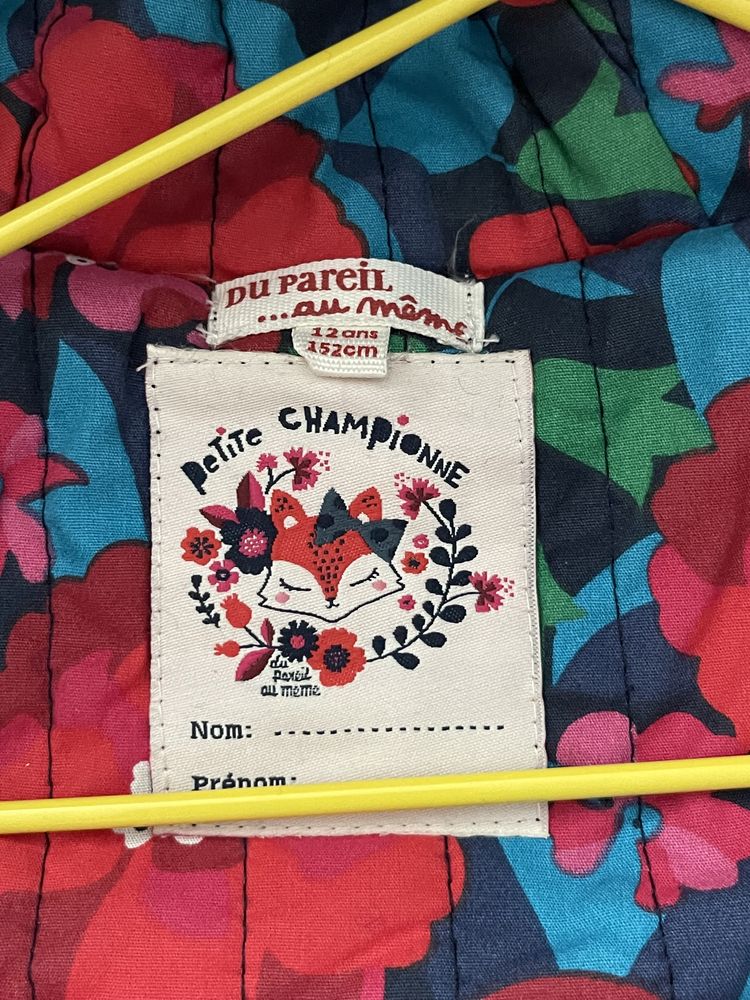 DU PAREIL
...au même
12 ans
152cm
PETITE CHAMPIONNE
du
pareil
au même
Nom: ..............................
Prénom: